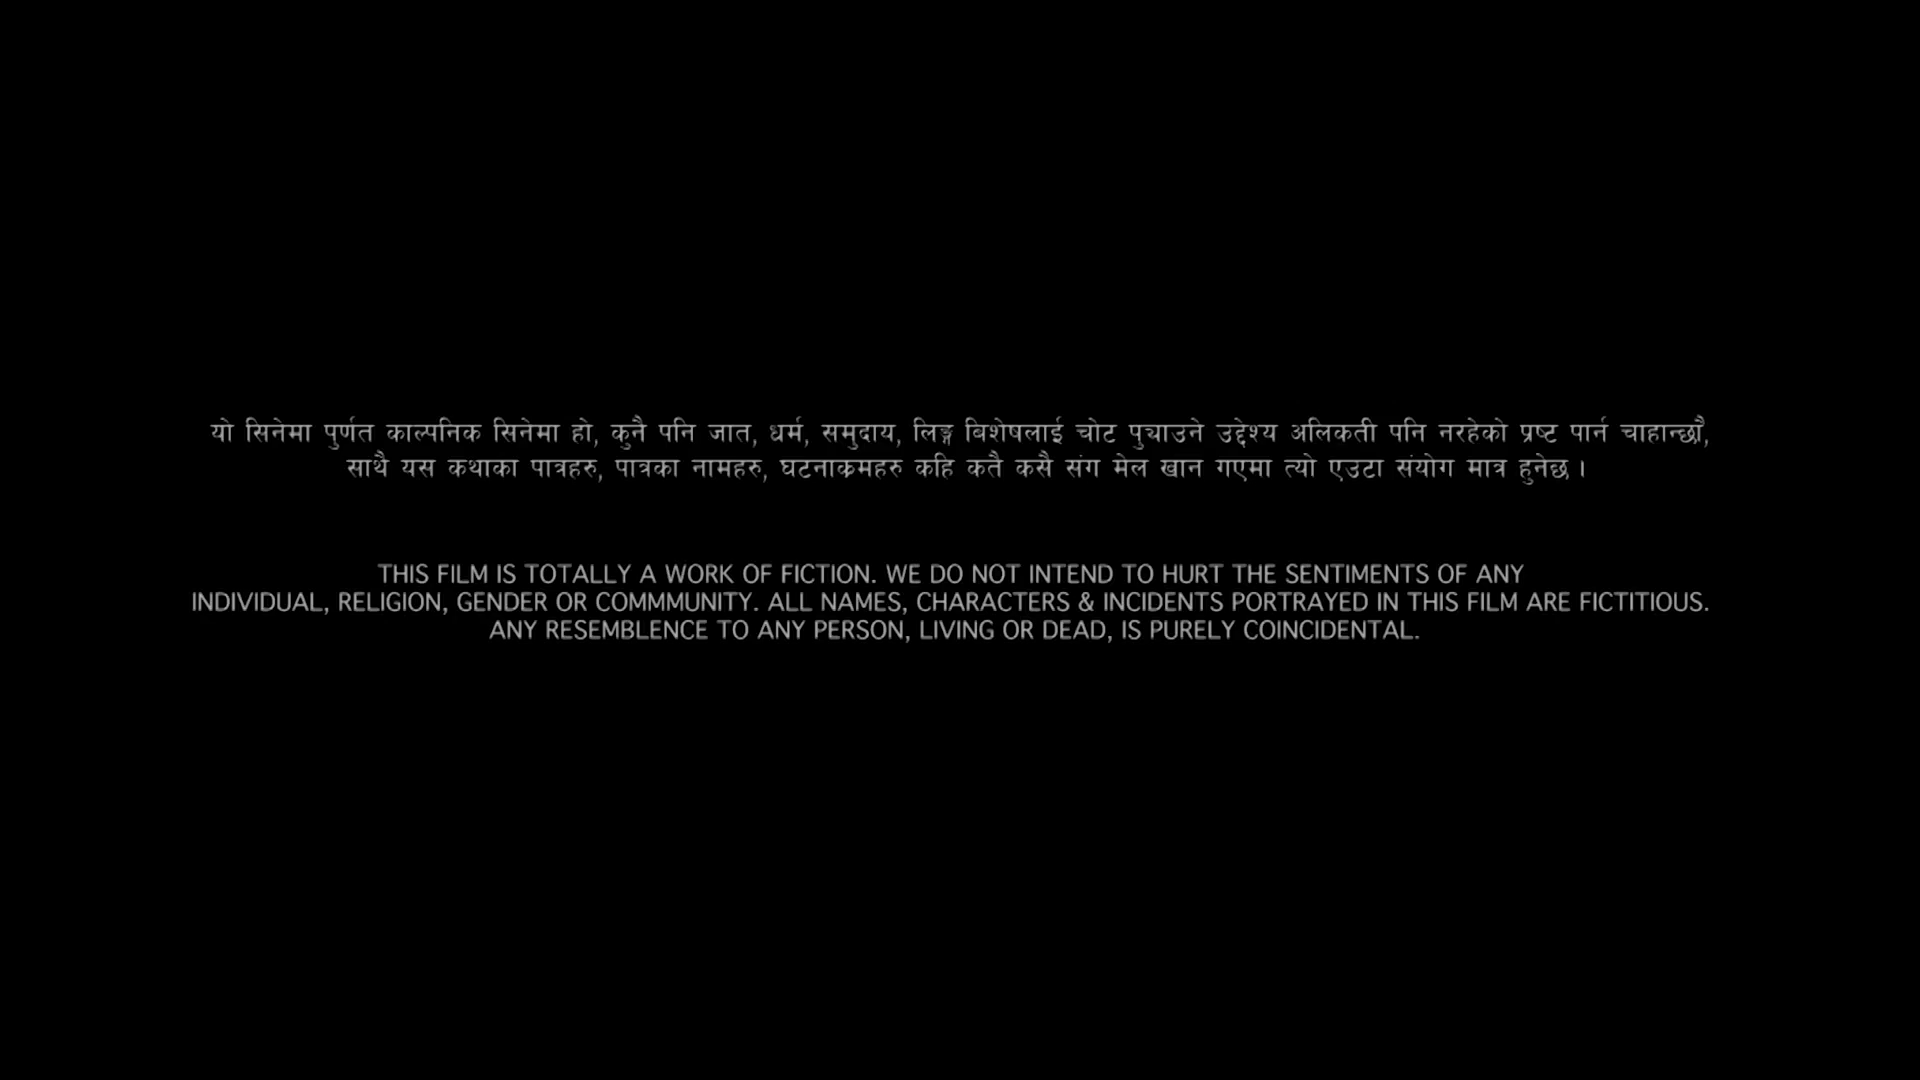 यो सिनेमा पुर्णत काल्पनिक सिनेमा हो, कुनै पनि जात, धर्म, समुदाय, लिङ्ग बिशेषलाई चोट पुर्‍याउने उद्देश्य अलिकती पनि नरहेको प्रष्ट पार्न चाहान्छौं,
साथै यस कथाका पात्रहरु, पात्रका नामहरु, घटनाक्रमहरु कहि कतै कसै संग मेल खान गएमा त्यो एउटा संयोग मात्र हुनेछ ।
THIS FILM IS TOTALLY A WORK OF FICTION. WE DO NOT INTEND TO HURT THE SENTIMENTS OF ANY
INDIVIDUAL, RELIGION, GENDER OR COMMMUNITY. ALL NAMES, CHARACTERS & INCIDENTS PORTRAYED IN THIS FILM ARE FICTITIOUS.
ANY RESEMBLENCE TO ANY PERSON, LIVING OR DEAD, IS PURELY COINCIDENTAL.